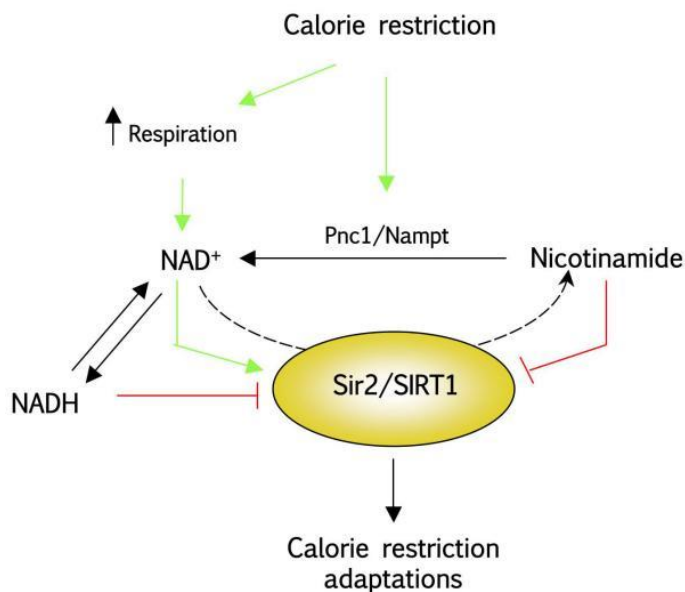 Calorie restriction
Respiration
Pnc1/Nampt
NAD⁺
Nicotinamide
Sir2/SIRT1
NADH
Calorie restriction
adaptations